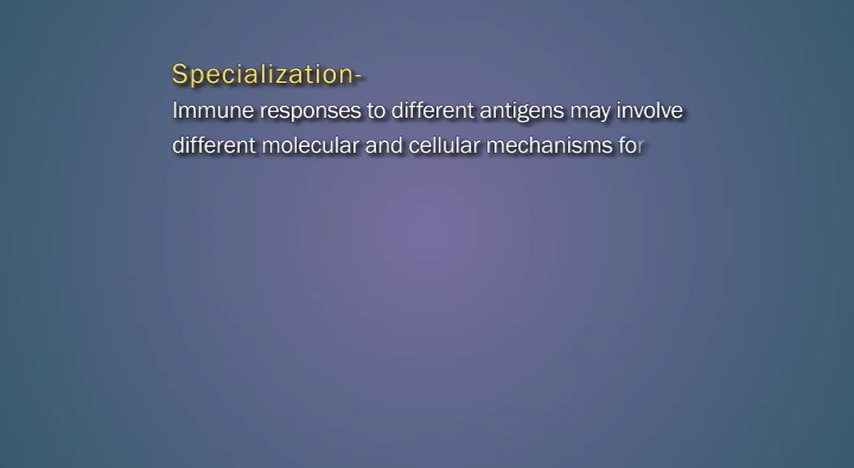 Specialization-
Immune responses to different antigens may involve
different molecular and cellular mechanisms for